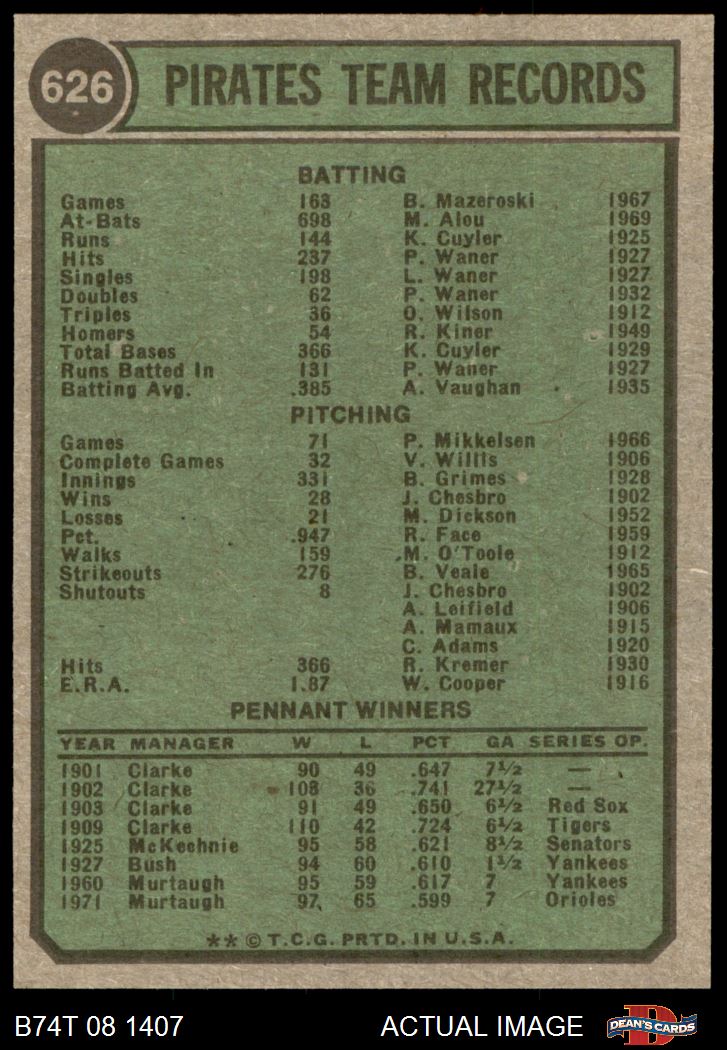 626 PIRATES TEAM RECORDS
BATTING
Games 163 B. Mazeroski 1967
At-Bats 698 M. Alou 1969
Runs 144 K. Cuyler 1925
Hits 237 P. Waner 1927
Singles 198 L. Waner 1927
Doubles 62 P. Waner 1932
Triples 36 O. Wilson 1912
Homers 54 R. Kiner 1949
Total Bases 366 K. Cuyler 1929
Runs Batted In 131 P. Waner 1927
Batting Avg. .385 A. Vaughan 1935
PITCHING
Games 71 P. Mikkelsen 1966
Complete Games 32 V. Willis 1906
Innings 331 B. Grimes 1928
Wins 28 J. Chesbro 1902
Losses 21 M. Dickson 1952
Pct. .947 R. Face 1959
Walks 159 M. O'Toole 1912
Strikeouts 276 B. Veale 1965
Shutouts 8 J. Chesbro 1902
A. Leifield 1906
A. Mamaux 1915
C. Adams 1920
Hits 366 R. Kremer 1930
E.R.A. 1.87 W. Cooper 1916
PENNANT WINNERS
YEAR MANAGER W L PCT GA SERIES OP.
1901 Clarke 90 49 .647 7½ —
1902 Clarke 103 36 .741 27½ —
1903 Clarke 91 49 .650 6½ Red Sox
1909 Clarke 110 42 .724 6½ Tigers
1925 McKechnie 95 58 .621 8½ Senators
1927 Bush 94 60 .610 1½ Yankees
1960 Murtaugh 95 59 .617 7 Yankees
1971 Murtaugh 97 65 .599 7 Orioles
** © T.C.G. PRTD. IN U.S.A.
B74T 08 1407 ACTUAL IMAGE DEAN'S CARDS